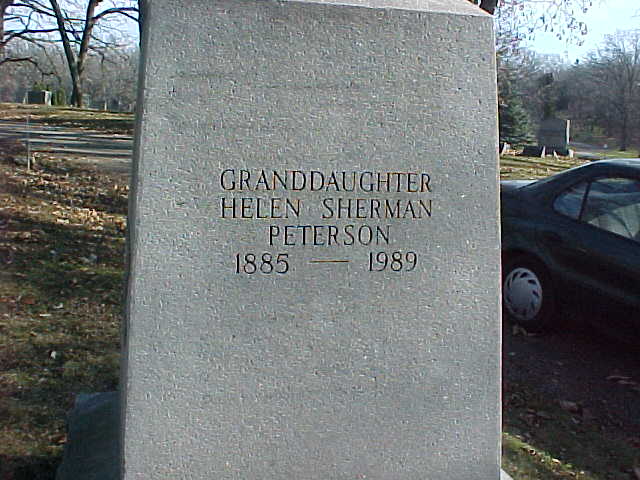 GRANDDAUGHTER
HELEN SHERMAN
PETERSON
1885 — 1989